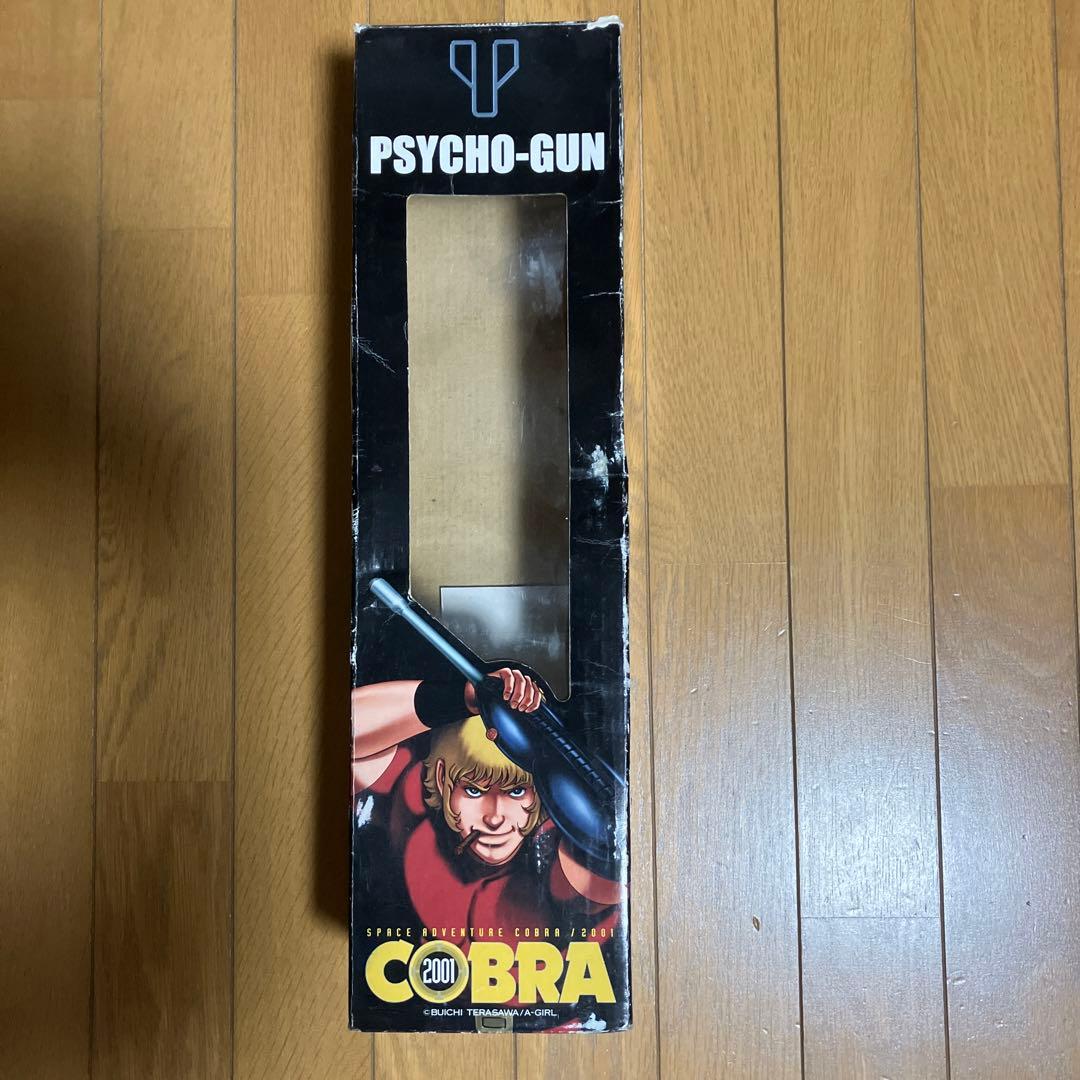 PSYCHO-GUN
SPACE ADVENTURE COBRA / 2001
COBRA
2001
©BUICHI TERASAWA/A-GIRL